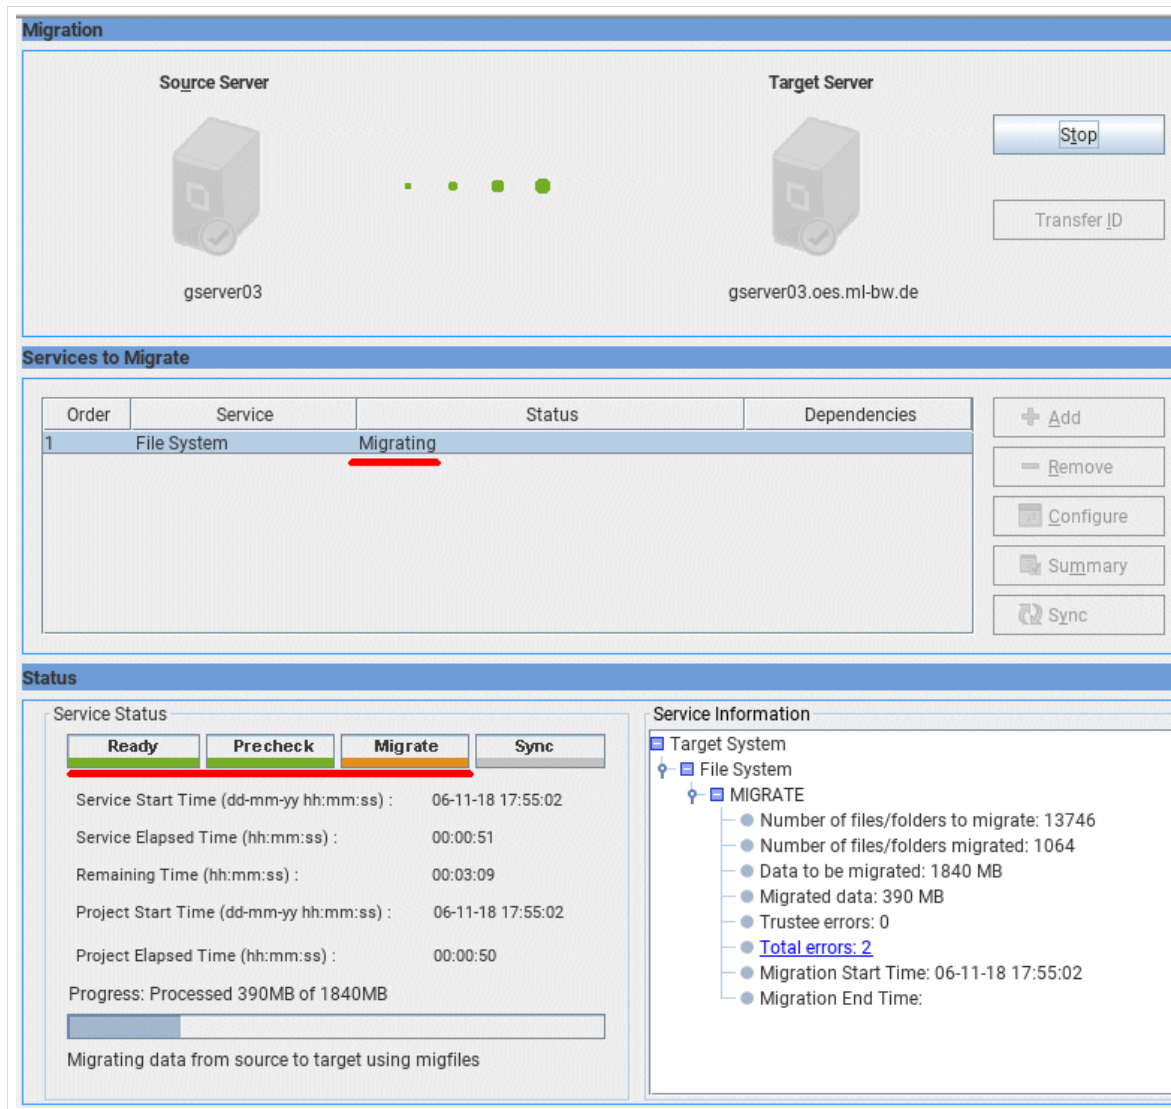 Migration
Source Server
Target Server
Stop
Transfer ID
gserver03
gserver03.oes.ml-bw.de
Services to Migrate
Order Service Status Dependencies
1 File System Migrating
Add
Remove
Configure
Summary
Sync
Status
Service Status
Ready Precheck Migrate Sync
Service Start Time (dd-mm-yy hh:mm:ss) : 06-11-18 17:55:02
Service Elapsed Time (hh:mm:ss) : 00:00:51
Remaining Time (hh:mm:ss) : 00:03:09
Project Start Time (dd-mm-yy hh:mm:ss) : 06-11-18 17:55:02
Project Elapsed Time (hh:mm:ss) : 00:00:50
Progress: Processed 390MB of 1840MB
Migrating data from source to target using migfiles
Service Information
Target System
File System
MIGRATE
Number of files/folders to migrate: 13746
Number of files/folders migrated: 1064
Data to be migrated: 1840 MB
Migrated data: 390 MB
Trustee errors: 0
Total errors: 2
Migration Start Time: 06-11-18 17:55:02
Migration End Time: